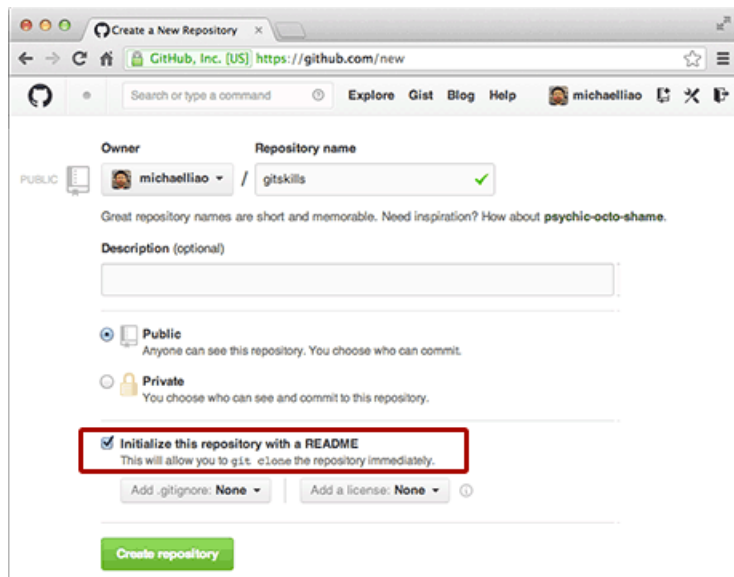 Create a New Repository ×
GitHub, Inc. [US] https://github.com/new
Search or type a command Explore Gist Blog Help michaelliao
Owner Repository name
PUBLIC michaelliao / gitskills
Great repository names are short and memorable. Need inspiration? How about psychic-octo-shame.
Description (optional)
Public
Anyone can see this repository. You choose who can commit.
Private
You choose who can see and commit to this repository.
Initialize this repository with a README
This will allow you to git clone the repository immediately.
Add .gitignore: None Add a license: None
Create repository